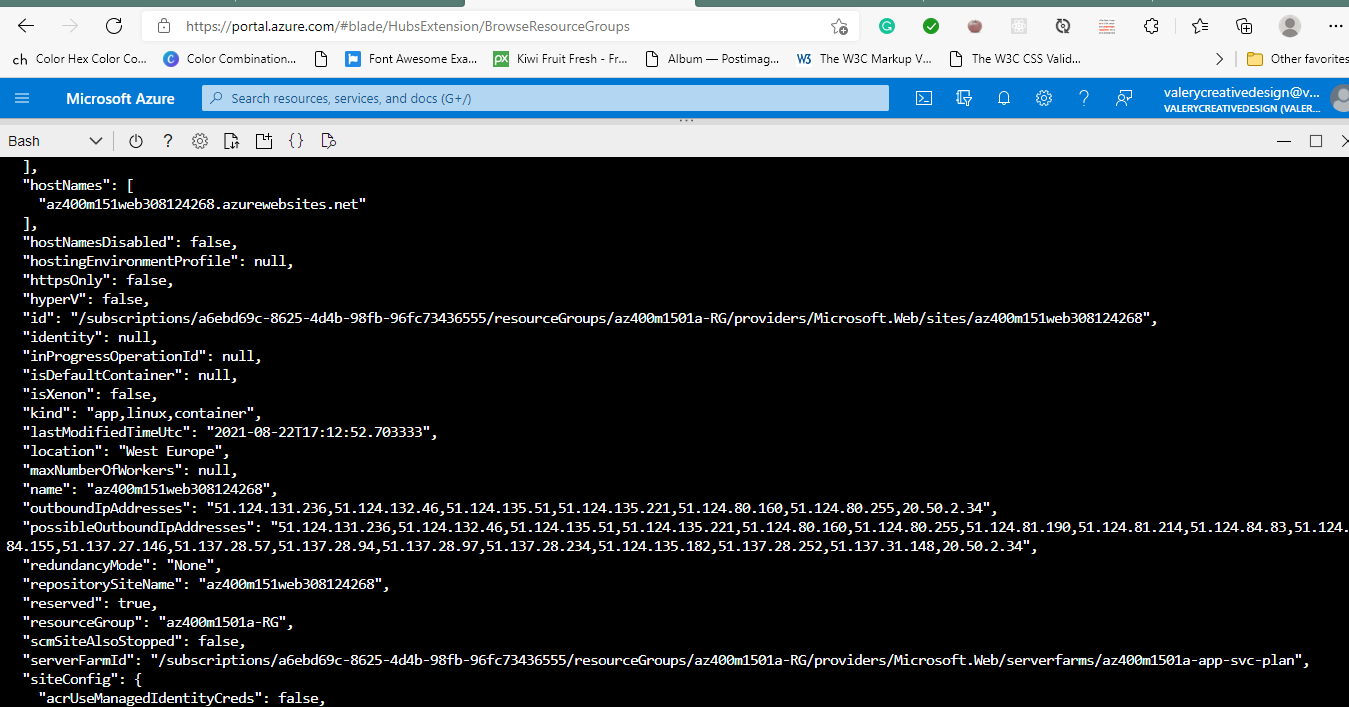 https://portal.azure.com/#blade/HubsExtension/BrowseResourceGroups
ch Color Hex Color Co... Color Combination... Font Awesome Exa... px Kiwi Fruit Fresh - Fr... Album — Postimag... W3 The W3C Markup V... The W3C CSS Valid... Other favorites
Microsoft Azure Search resources, services, and docs (G+/) valerycreativedesign@v...
VALERYCREATIVEDESIGN (VALER...
Bash
],
"hostNames": [
"az400m151web308124268.azurewebsites.net"
],
"hostNamesDisabled": false,
"hostingEnvironmentProfile": null,
"httpsOnly": false,
"hyperV": false,
"id": "/subscriptions/a6ebd69c-8625-4d4b-98fb-96fc73436555/resourceGroups/az400m1501a-RG/providers/Microsoft.Web/sites/az400m151web308124268",
"identity": null,
"inProgressOperationId": null,
"isDefaultContainer": null,
"isXenon": false,
"kind": "app,linux,container",
"lastModifiedTimeUtc": "2021-08-22T17:12:52.703333",
"location": "West Europe",
"maxNumberOfWorkers": null,
"name": "az400m151web308124268",
"outboundIpAddresses": "51.124.131.236,51.124.132.46,51.124.135.51,51.124.135.221,51.124.80.160,51.124.80.255,20.50.2.34",
"possibleOutboundIpAddresses": "51.124.131.236,51.124.132.46,51.124.135.51,51.124.135.221,51.124.80.160,51.124.80.255,51.124.81.190,51.124.81.214,51.124.84.83,51.124.
84.155,51.137.27.146,51.137.28.57,51.137.28.94,51.137.28.97,51.137.28.234,51.124.135.182,51.137.28.252,51.137.31.148,20.50.2.34",
"redundancyMode": "None",
"repositorySiteName": "az400m151web308124268",
"reserved": true,
"resourceGroup": "az400m1501a-RG",
"scmSiteAlsoStopped": false,
"serverFarmId": "/subscriptions/a6ebd69c-8625-4d4b-98fb-96fc73436555/resourceGroups/az400m1501a-RG/providers/Microsoft.Web/serverfarms/az400m1501a-app-svc-plan",
"siteConfig": {
"acrUseManagedIdentityCreds": false,